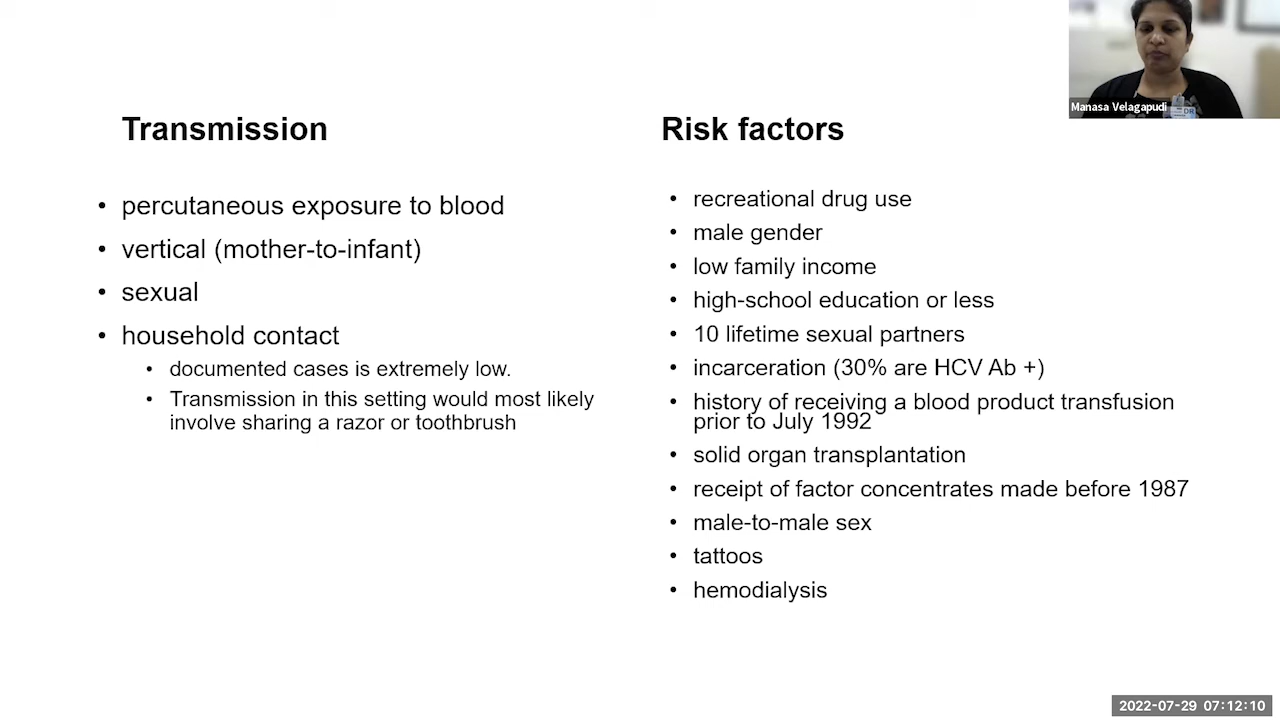 Transmission
• percutaneous exposure to blood
• vertical (mother-to-infant)
• sexual
• household contact
• documented cases is extremely low.
• Transmission in this setting would most likely
involve sharing a razor or toothbrush
Risk factors
• recreational drug use
• male gender
• low family income
• high-school education or less
• 10 lifetime sexual partners
• incarceration (30% are HCV Ab +)
• history of receiving a blood product transfusion
prior to July 1992
• solid organ transplantation
• receipt of factor concentrates made before 1987
• male-to-male sex
• tattoos
• hemodialysis
Manasa Velagapudi
DR
2022-07-29 07:12:10